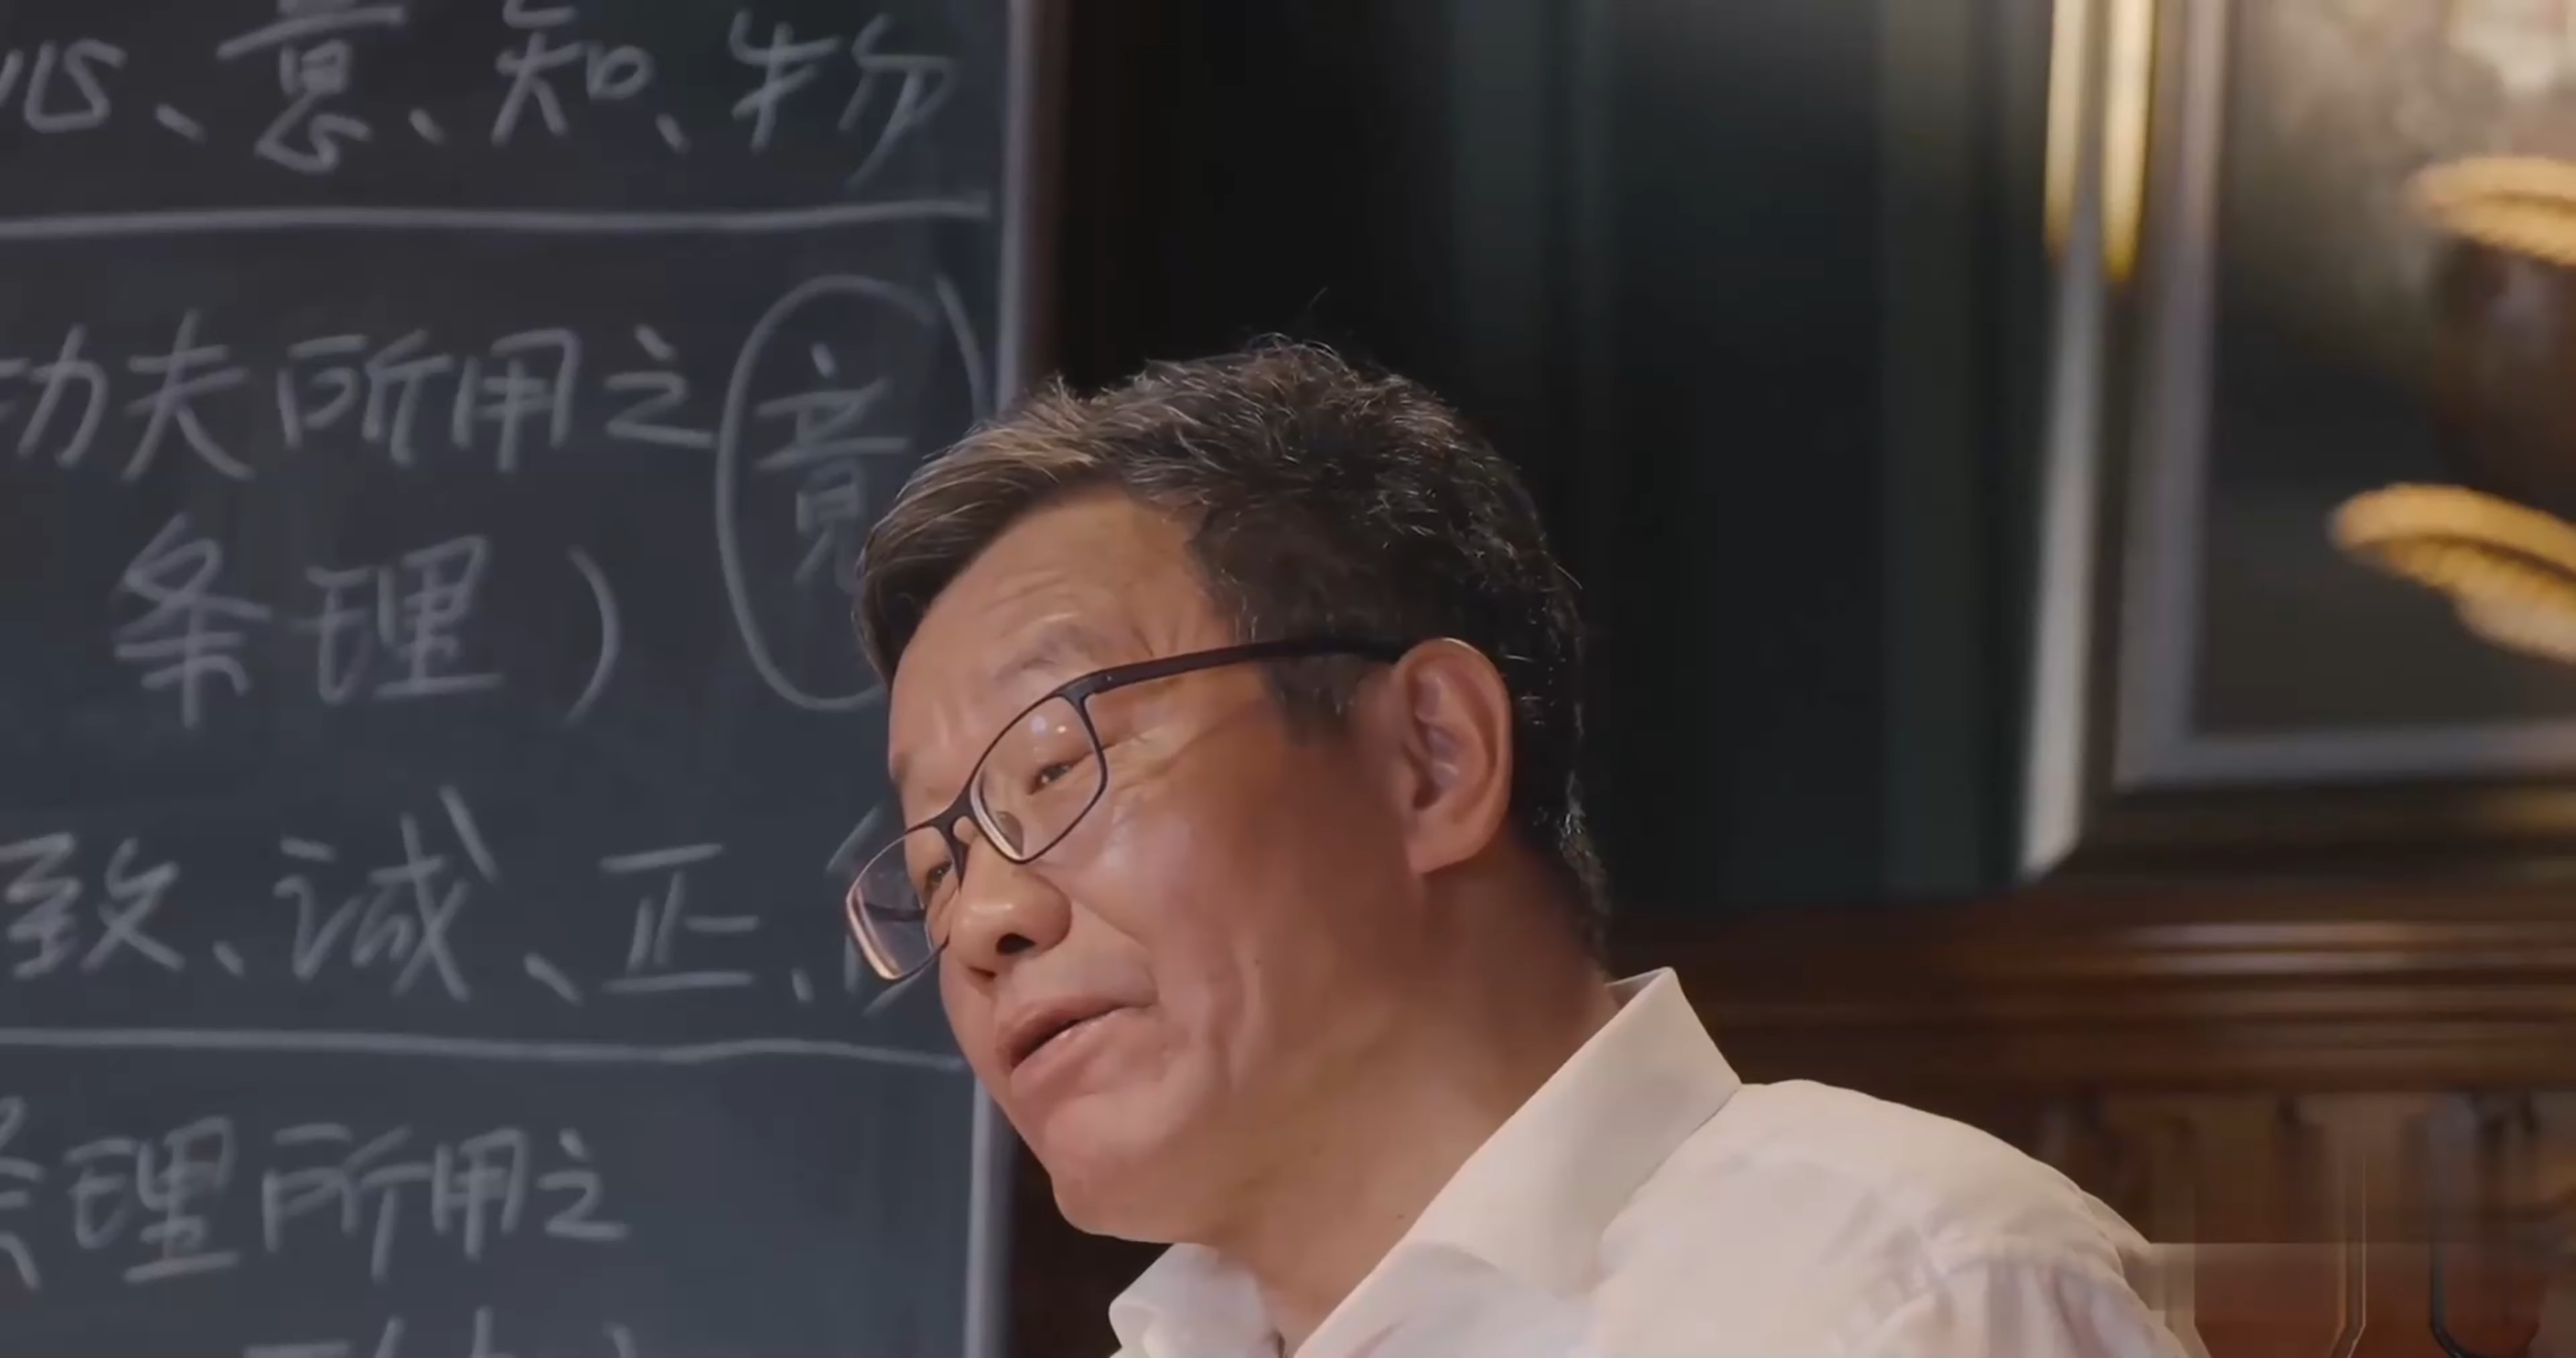 心、意、知、物
功夫所用之
条理）
竟
致、诚、正、
条理所用之